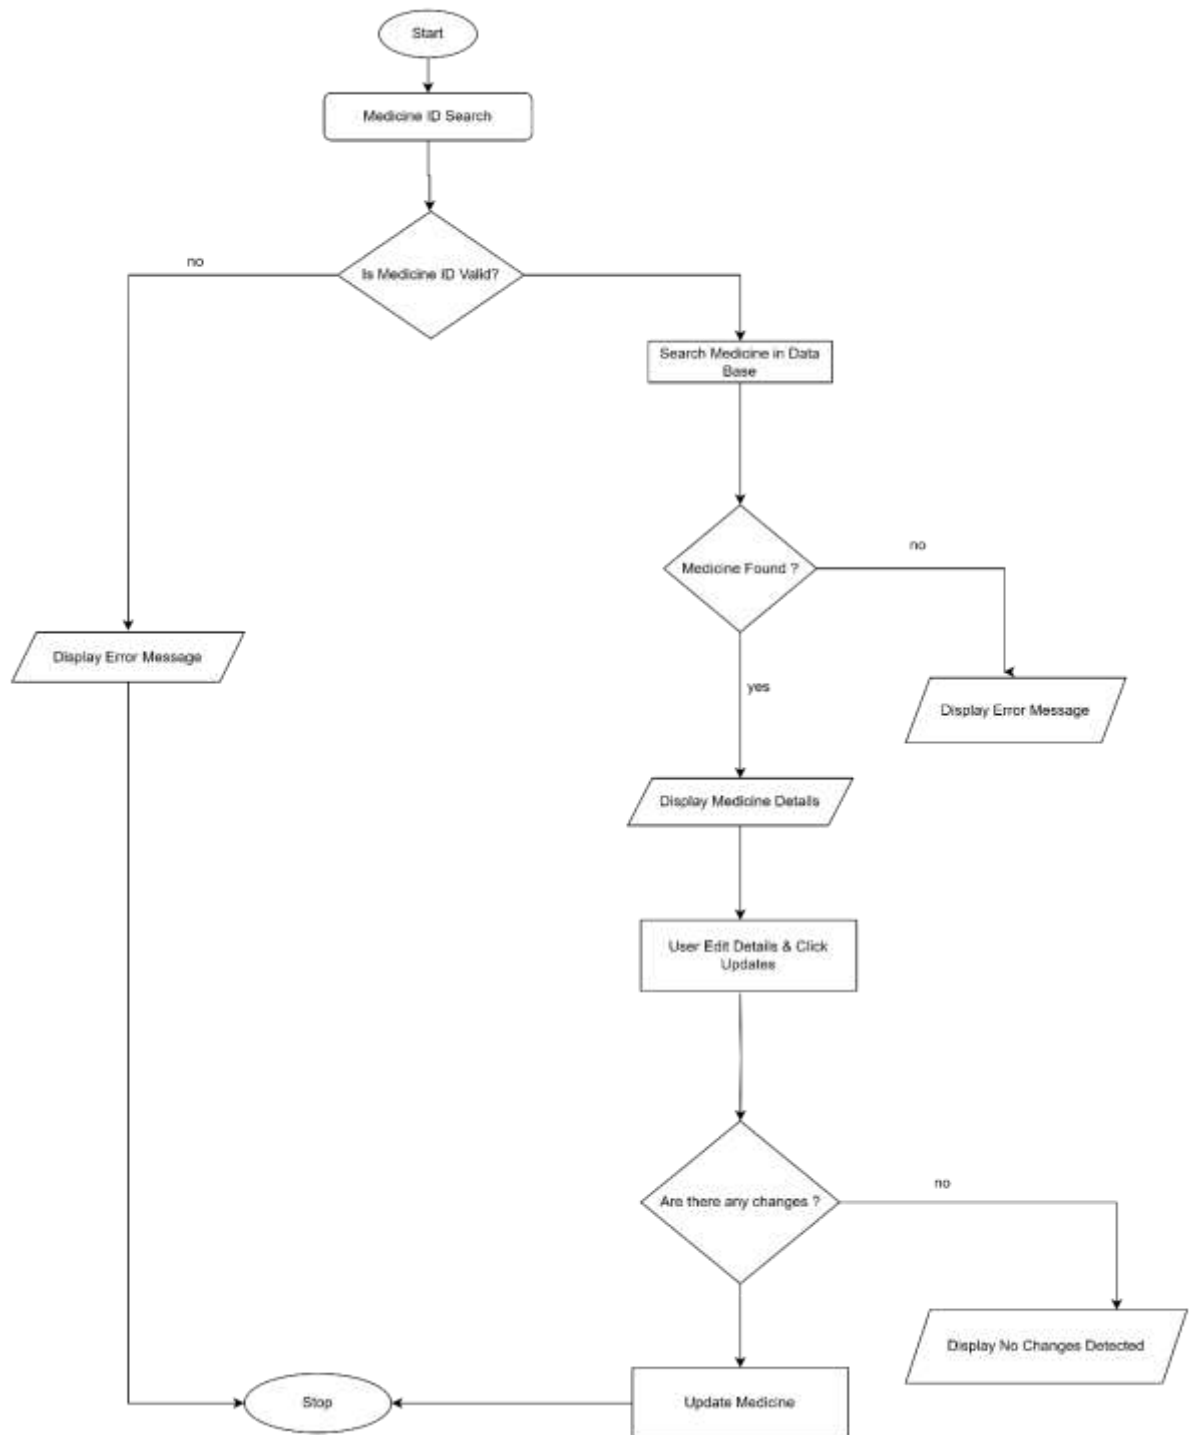 Start
Medicine ID Search
no
Is Medicine ID Valid?
Search Medicine in Data
Base
no
Medicine Found ?
Display Error Message
yes
Display Error Message
Display Medicine Details
User Edit Details & Click
Updates
no
Are there any changes ?
Display No Changes Detected
Stop
Update Medicine